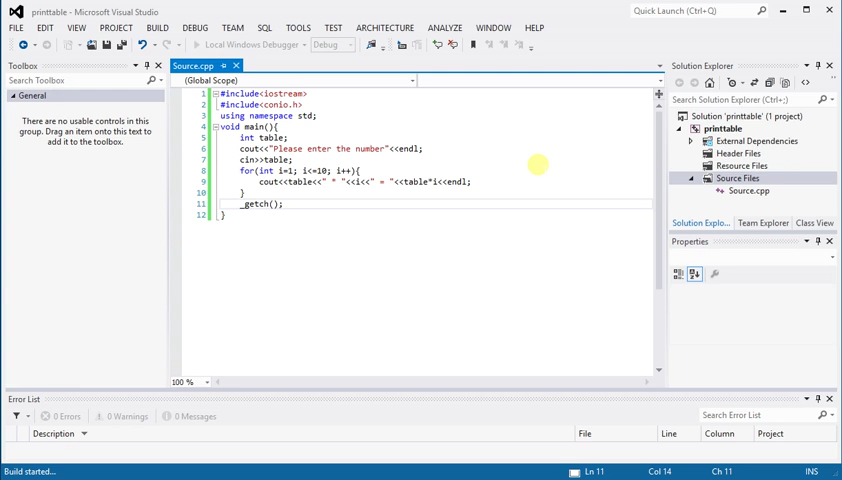 printtable - Microsoft Visual Studio
Quick Launch (Ctrl+Q)
FILE EDIT VIEW PROJECT BUILD DEBUG TEAM SQL TOOLS TEST ARCHITECTURE ANALYZE WINDOW HELP
Local Windows Debugger Debug
Toolbox
Search Toolbox
General
There are no usable controls in this
group. Drag an item onto this text to
add it to the toolbox.
Source.cpp
(Global Scope)
1 #include<iostream>
2 #include<conio.h>
3 using namespace std;
4 void main(){
5 int table;
6 cout<<"Please enter the number"<<endl;
7 cin>>table;
8 for(int i=1; i<=10; i++){
9 cout<<table<<" * "<<i<<" = "<<table*i<<endl;
10 }
11 _getch();
12 }
100 %
Solution Explorer
Search Solution Explorer (Ctrl+;)
Solution 'printtable' (1 project)
printtable
External Dependencies
Header Files
Resource Files
Source Files
Source.cpp
Solution Explo... Team Explorer Class View
Properties
Error List
0 Errors 0 Warnings 0 Messages
Search Error List
Description File Line Column Project
Build started... Ln 11 Col 14 Ch 11 INS